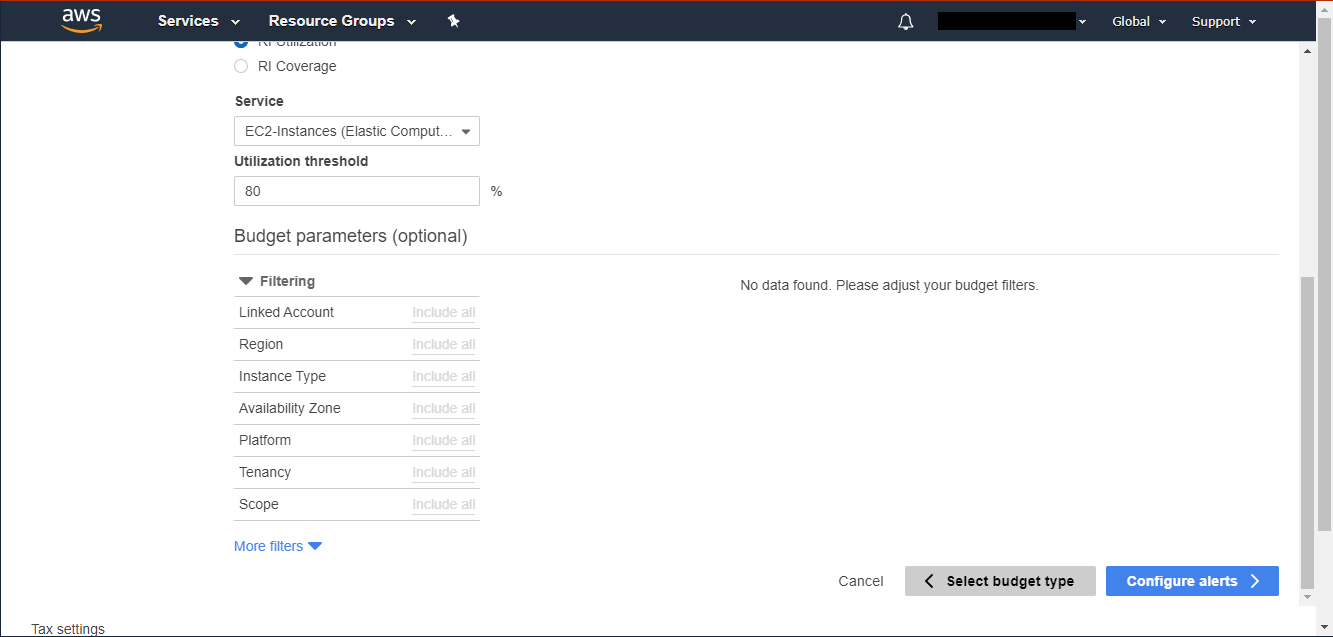 aws Services Resource Groups Global Support
RI Utilization
RI Coverage
Service
EC2-Instances (Elastic Comput...
Utilization threshold
80 %
Budget parameters (optional)
Filtering
No data found. Please adjust your budget filters.
Linked Account Include all
Region Include all
Instance Type Include all
Availability Zone Include all
Platform Include all
Tenancy Include all
Scope Include all
More filters
Cancel Select budget type Configure alerts
Tax settings